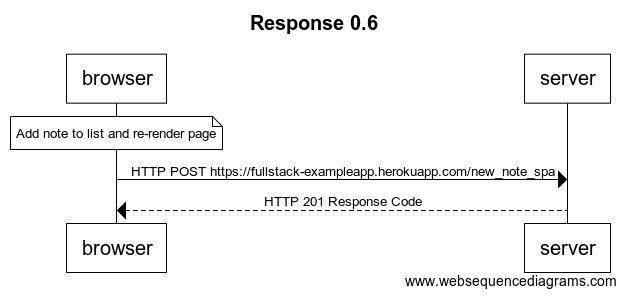 Response 0.6
browser
server
Add note to list and re-render page
HTTP POST https://fullstack-exampleapp.herokuapp.com/new_note_spa
HTTP 201 Response Code
browser
server
www.websequencediagrams.com